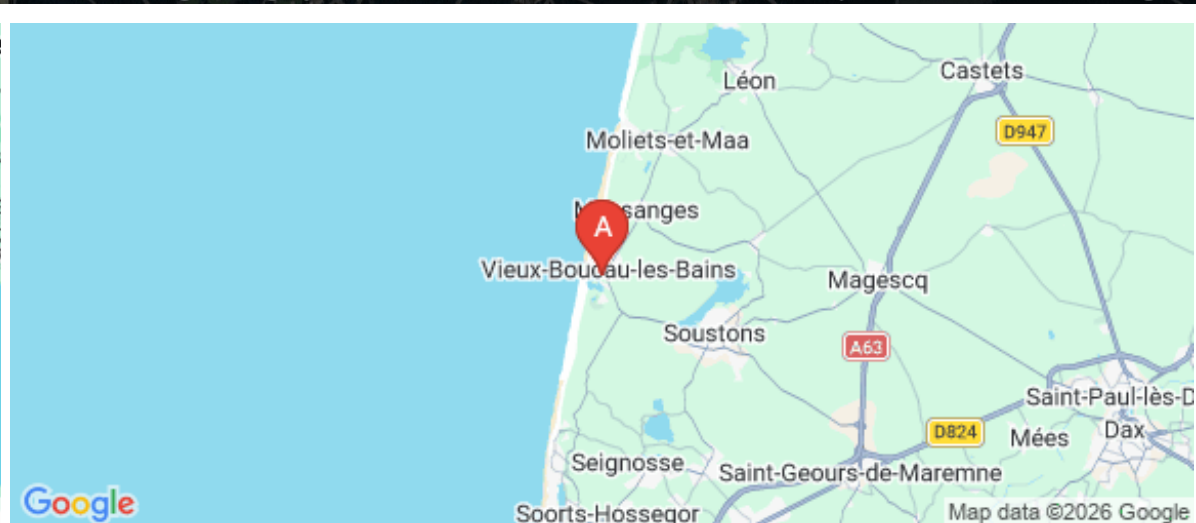 Léon
Castets
D947
Moliets-et-Maa
A
Vieux-Boucau-les-Bains
Magescq
Soustons
A63
Saint-Paul-lès-D
D824
Mées
Dax
Seignosse
Saint-Geours-de-Maremne
Soorts-Hossegor
Google
Map data ©2026 Google